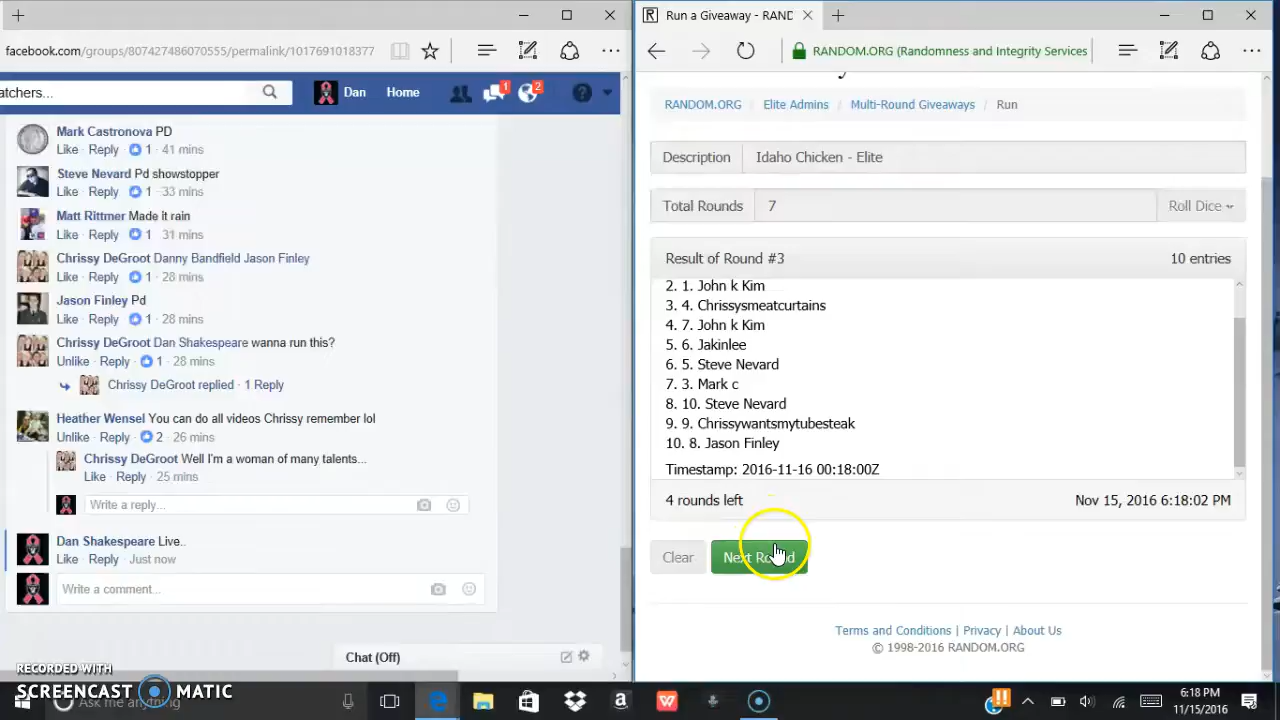 Run a Giveaway - RAND
facebook.com/groups/807427486070555/permalink/1017691018377
RANDOM.ORG (Randomness and Integrity Services
atchers...
Dan Home
1
2
Mark Castronova PD
Like · Reply · 1 · 41 mins
Steve Nevard Pd showstopper
Like · Reply · 1 · 33 mins
Matt Rittmer Made it rain
Like · Reply · 1 · 31 mins
Chrissy DeGroot Danny Bandfield Jason Finley
Like · Reply · 1 · 28 mins
Jason Finley Pd
Like · Reply · 1 · 28 mins
Chrissy DeGroot Dan Shakespeare wanna run this?
Unlike · Reply · 1 · 28 mins
Chrissy DeGroot replied · 1 Reply
Heather Wensel You can do all videos Chrissy remember lol
Unlike · Reply · 2 · 26 mins
Chrissy DeGroot Well I'm a woman of many talents...
Like · Reply · 25 mins
Write a reply...
Dan Shakespeare Live..
Like · Reply · Just now
Write a comment...
Chat (Off)
RANDOM.ORG / Elite Admins / Multi-Round Giveaways / Run
Description Idaho Chicken - Elite
Total Rounds 7 Roll Dice
Result of Round #3 10 entries
2. 1. John k Kim
3. 4. Chrissysmeatcurtains
4. 7. John k Kim
5. 6. Jakinlee
6. 5. Steve Nevard
7. 3. Mark c
8. 10. Steve Nevard
9. 9. Chrissywantsmytubesteak
10. 8. Jason Finley
Timestamp: 2016-11-16 00:18:00Z
4 rounds left Nov 15, 2016 6:18:02 PM
Clear Next Round
Terms and Conditions | Privacy | About Us
© 1998-2016 RANDOM.ORG
RECORDED WITH
SCREENCAST MATIC
Ask me anything
6:18 PM
11/15/2016